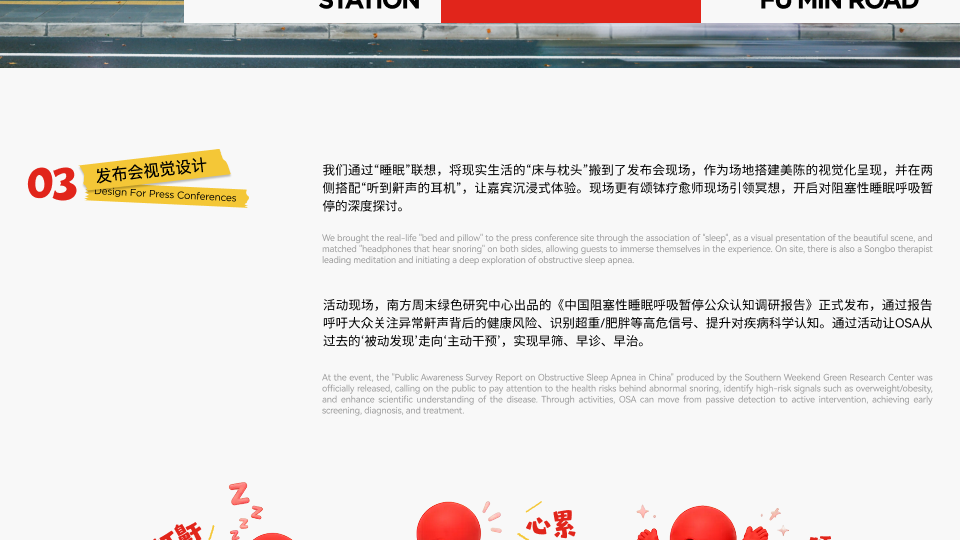 STATION
FU MIN ROAD
03
发布会视觉设计
Design For Press Conferences
我们通过“睡眠”联想，将现实生活的“床与枕头”搬到了发布会现场，作为场地搭建美陈的视觉化呈现，并在两
侧搭配“听到鼾声的耳机”，让嘉宾沉浸式体验。现场更有颂钵疗愈师现场引领冥想，开启对阻塞性睡眠呼吸暂
停的深度探讨。
We brought the real-life "bed and pillow" to the press conference site through the association of "sleep", as a visual presentation of the beautiful scene, and
matched "headphones that hear snoring" on both sides, allowing guests to immerse themselves in the experience. On site, there is also a Songbo therapist
leading meditation and initiating a deep exploration of obstructive sleep apnea.
活动现场，南方周末绿色研究中心出品的《中国阻塞性睡眠呼吸暂停公众认知调研报告》正式发布，通过报告
呼吁大众关注异常鼾声背后的健康风险、识别超重/肥胖等高危信号、提升对疾病科学认知。通过活动让OSA从
过去的‘被动发现’走向‘主动干预’，实现早筛、早诊、早治。
At the event, the "Public Awareness Survey Report on Obstructive Sleep Apnea in China" produced by the Southern Weekend Green Research Center was
officially released, calling on the public to pay attention to the health risks behind abnormal snoring, identify high-risk signals such as overweight/obesity,
and enhance scientific understanding of the disease. Through activities, OSA can move from passive detection to active intervention, achieving early
screening, diagnosis, and treatment.
Z
Z
Z
Z
心累